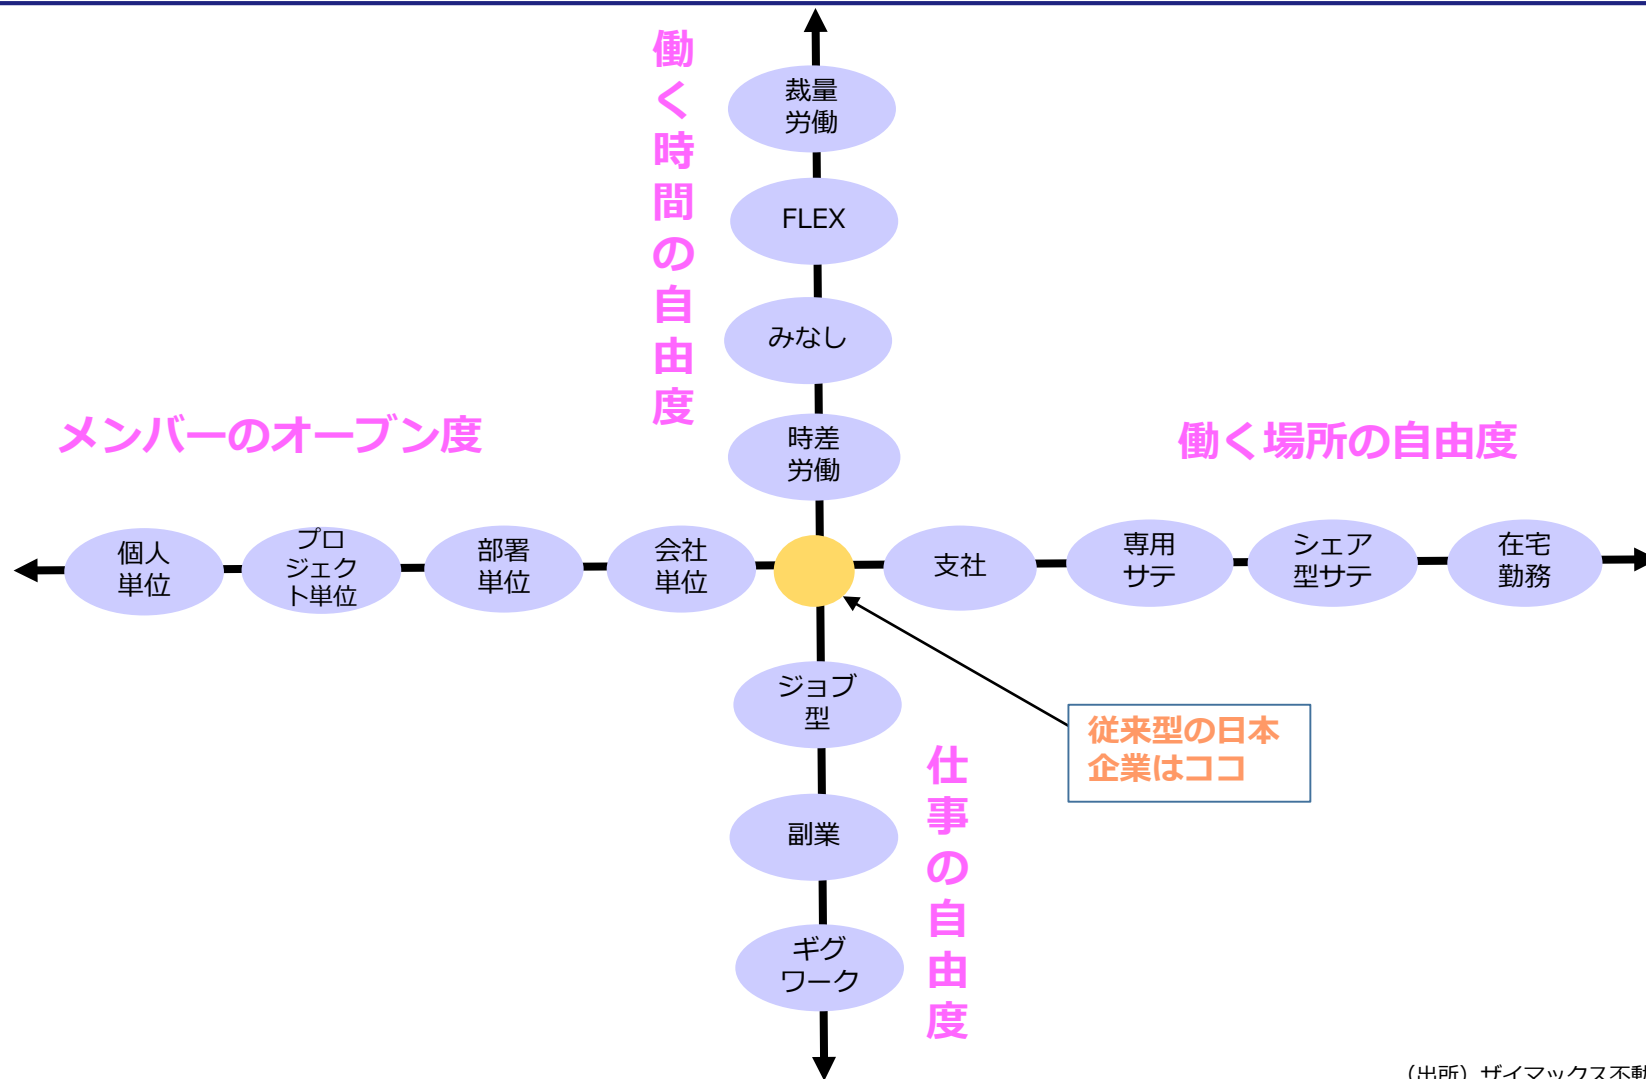 働く時間の自由度
裁量
労働
FLEX
みなし
時差
労働
メンバーのオーブン度
働く場所の自由度
個人
単位
プロ
ジェク
ト単位
部署
単位
会社
単位
支社
専用
サテ
シェア
型サテ
在宅
勤務
ジョブ
型
副業
ギグ
ワーク
仕事の自由度
従来型の日本
企業はココ
（出所）ザイマックス不動